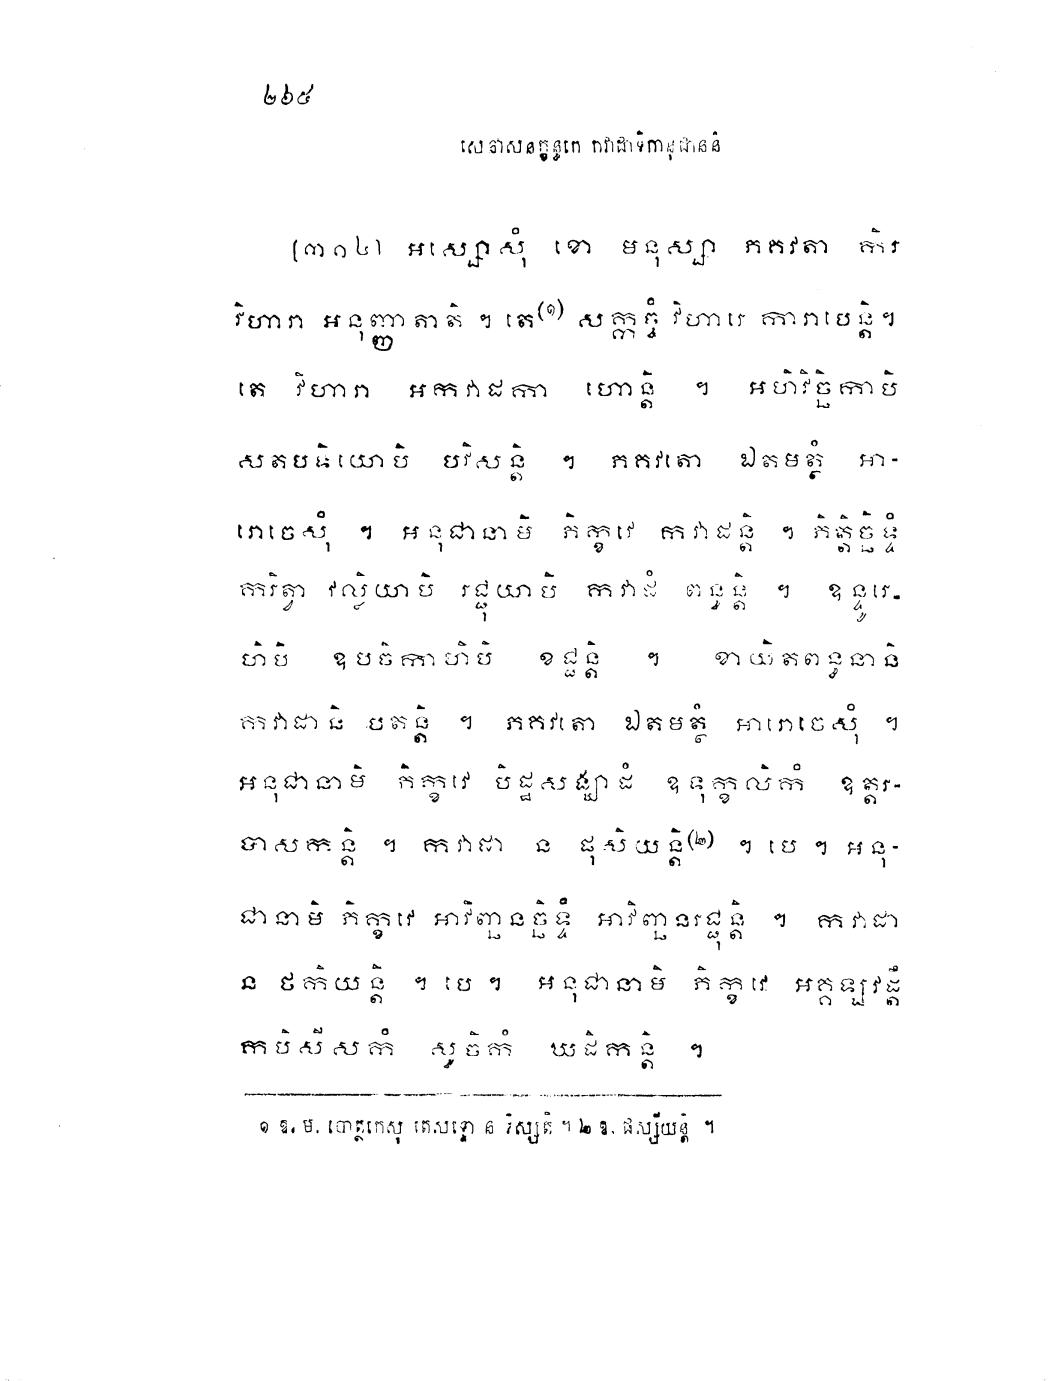 ២៦៥
សេនាសនក្ខន្ធកេ កវាដាទិកានុជាននំ
[៣០៤] អស្សោសុំ ខោ មនុស្សា ភគវតា កិរ
វិហារា អនុញ្ញាតាតិ ។ តេ(១) សក្កច្ចំ វិហារេ ការាបេន្តិ។
តេ វិហារា អកវាដកា ហោន្តិ ។ អហិវិច្ឆិកាបិ
សតបទិយោបិ បវិសន្តិ ។ ភគវតោ ឯតមត្ថំ អា-
រោចេសុំ ។ អនុជានាមិ ភិក្ខវេ កវាដន្តិ ។ ភិត្តិច្ឆិទ្ទំ
ករិត្វា វល្លិយាបិ រជ្ជុយាបិ កវាដំ ពន្ធន្តិ ។ ឧន្ទូរេ-
ហិបិ ឧបចិកាហិបិ ខជ្ជន្តិ ។ ខាយិតពន្ធនានិ
កវាដានិ បតន្តិ ។ ភគវតោ ឯតមត្ថំ អារោចេសុំ ។
អនុជានាមិ ភិក្ខវេ បិដ្ឋសង្ឃាដំ ឧទុក្ខលិកំ ឧត្តរ-
បាសកន្តិ ។ កវាដា ន ផុសិយន្តិ(២) ។ បេ ។ អនុ-
ជានាមិ ភិក្ខវេ អាវិញ្ឆនច្ឆិទ្ទំ អាវិញ្ឆនរជ្ជុន្តិ ។ កវាដា
ន ថកិយន្តិ ។ បេ ។ អនុជានាមិ ភិក្ខវេ អគ្គឡវដ្តឹ
កបិសីសកំ សូចិកំ ឃដិកន្តិ ។
១ ឱ. ម. បោត្ថកេសុ តេសទ្ទោ ន ទិស្សតិ ។ ២ ឱ. ផស្សីយន្តិ ។